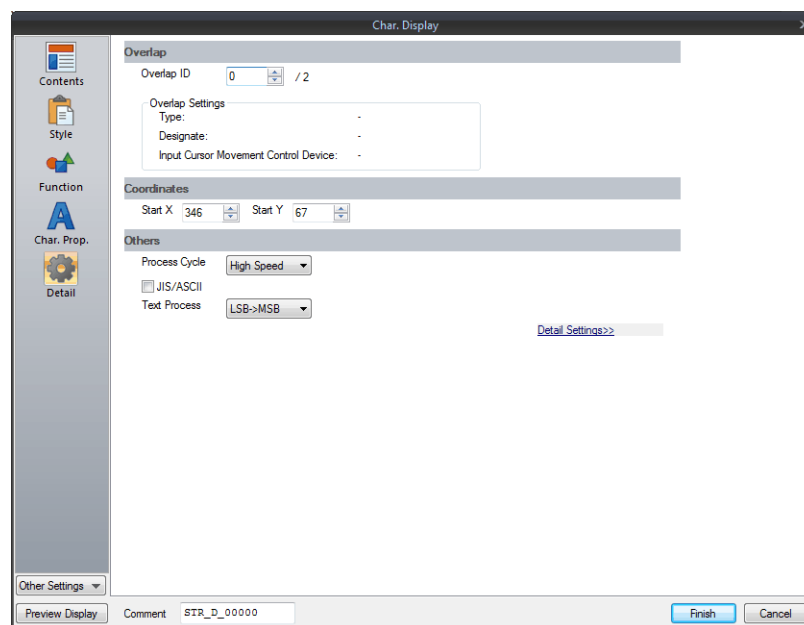 Char. Display
Contents
Style
Function
Char. Prop.
Detail
Other Settings
Preview Display
Overlap
Overlap ID 0 / 2
Overlap Settings
Type: -
Designate: -
Input Cursor Movement Control Device: -
Coordinates
Start X 346 Start Y 67
Others
Process Cycle High Speed
JIS/ASCII
Text Process LSB->MSB
Detail Settings>>
Comment STR_D_00000
Finish Cancel